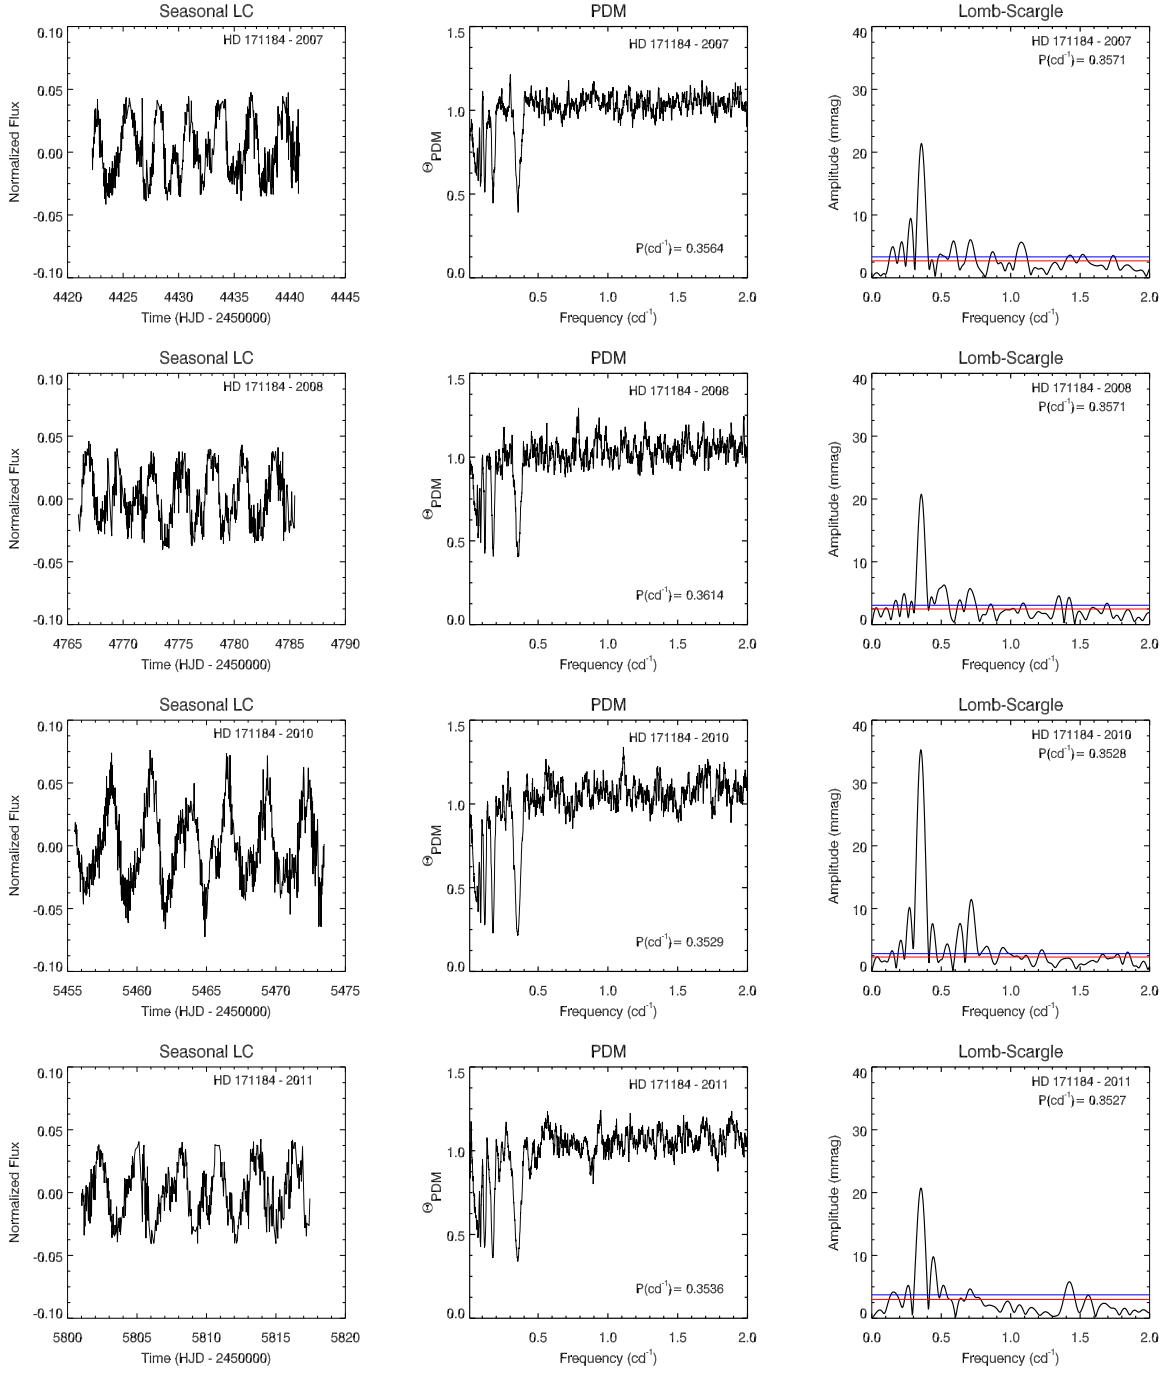 Seasonal LC
PDM
Lomb-Scargle
HD 171184 - 2007
HD 171184 - 2007
HD 171184 - 2007
P(cd⁻¹)= 0.3571
P(cd⁻¹)= 0.3564
0.10
0.05
0.00
-0.05
-0.10
Normalized Flux
4420 4425 4430 4435 4440 4445
Time (HJD - 2450000)
1.5
1.0
0.5
0.0
Θ PDM
0.5 1.0 1.5 2.0
Frequency (cd⁻¹)
40
30
20
10
0
Amplitude (mmag)
0.0 0.5 1.0 1.5 2.0
Frequency (cd⁻¹)
Seasonal LC
PDM
Lomb-Scargle
HD 171184 - 2008
HD 171184 - 2008
HD 171184 - 2008
P(cd⁻¹)= 0.3571
P(cd⁻¹)= 0.3614
0.10
0.05
0.00
-0.05
-0.10
Normalized Flux
4765 4770 4775 4780 4785 4790
Time (HJD - 2450000)
1.5
1.0
0.5
0.0
Θ PDM
0.5 1.0 1.5 2.0
Frequency (cd⁻¹)
40
30
20
10
0
Amplitude (mmag)
0.0 0.5 1.0 1.5 2.0
Frequency (cd⁻¹)
Seasonal LC
PDM
Lomb-Scargle
HD 171184 - 2010
HD 171184 - 2010
HD 171184 - 2010
P(cd⁻¹)= 0.3528
P(cd⁻¹)= 0.3529
0.10
0.05
0.00
-0.05
-0.10
Normalized Flux
5455 5460 5465 5470 5475
Time (HJD - 2450000)
1.5
1.0
0.5
0.0
Θ PDM
0.5 1.0 1.5 2.0
Frequency (cd⁻¹)
40
30
20
10
0
Amplitude (mmag)
0.0 0.5 1.0 1.5 2.0
Frequency (cd⁻¹)
Seasonal LC
PDM
Lomb-Scargle
HD 171184 - 2011
HD 171184 - 2011
HD 171184 - 2011
P(cd⁻¹)= 0.3527
P(cd⁻¹)= 0.3536
0.10
0.05
0.00
-0.05
-0.10
Normalized Flux
5800 5805 5810 5815 5820
Time (HJD - 2450000)
1.5
1.0
0.5
0.0
Θ PDM
0.5 1.0 1.5 2.0
Frequency (cd⁻¹)
40
30
20
10
0
Amplitude (mmag)
0.0 0.5 1.0 1.5 2.0
Frequency (cd⁻¹)